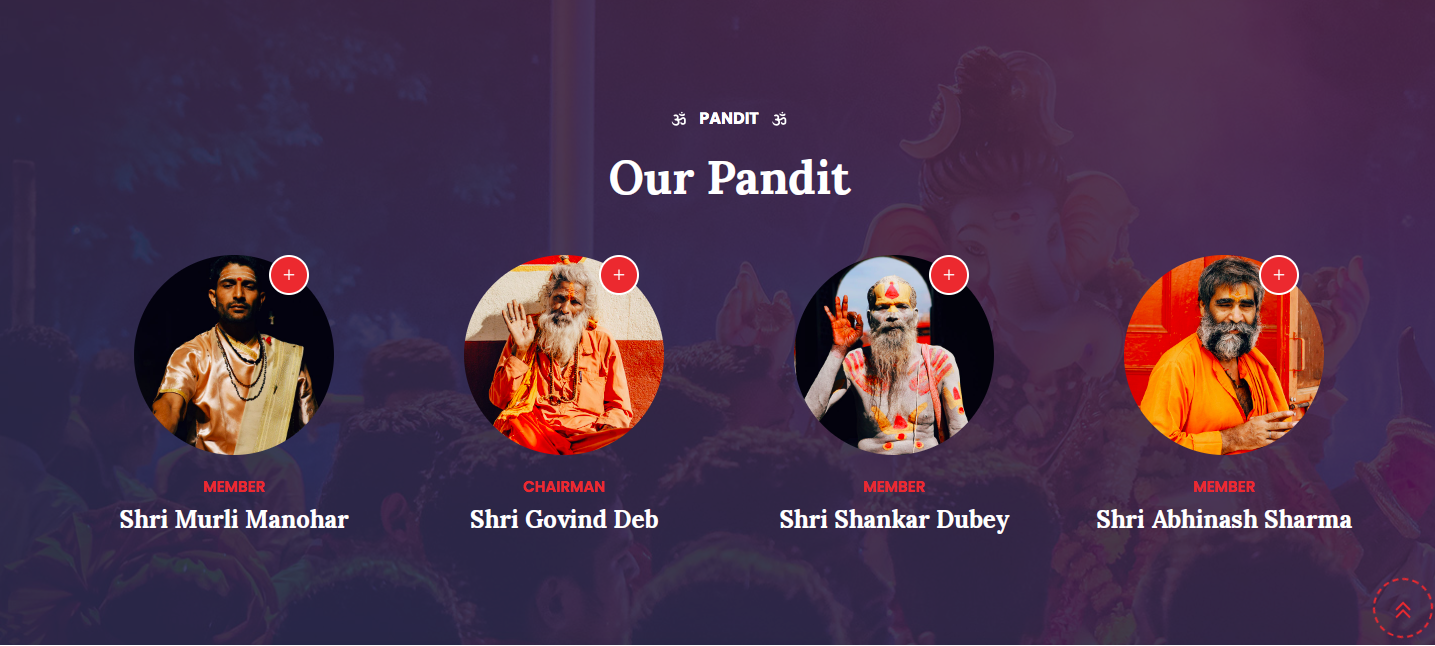 ॐ PANDIT ॐ
Our Pandit
MEMBER
Shri Murli Manohar
CHAIRMAN
Shri Govind Deb
MEMBER
Shri Shankar Dubey
MEMBER
Shri Abhinash Sharma